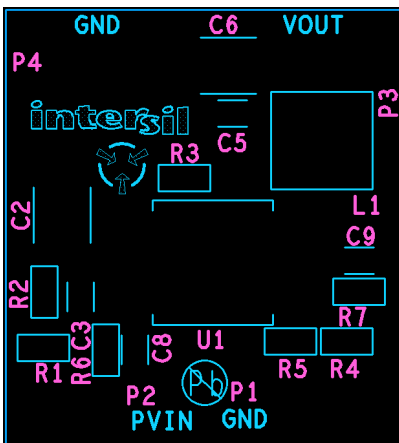 GND C6 VOUT
P4
P3
intersil
R3 C5
C2 L1
C9
R2
R7
C3 U1
R1 R6 C8 R5 R4
Pb
P2 P1
PVIN GND